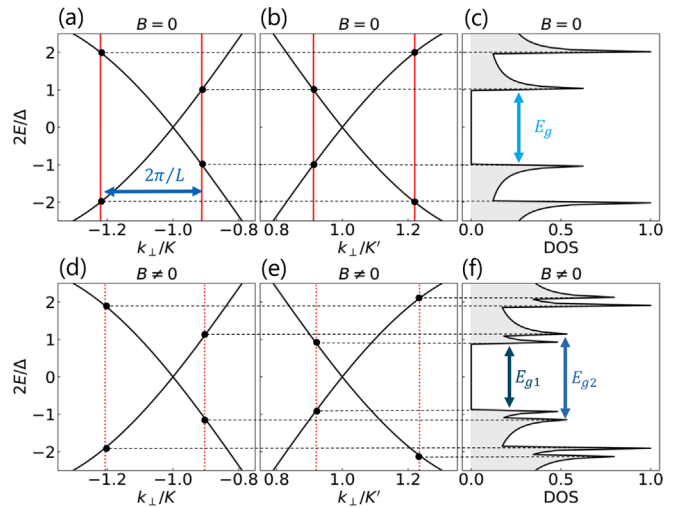 (a) B = 0 (b) B = 0 (c) B = 0
2E/Δ
2
1
0
−1
−2
E_g
2π/L
−1.2 −1.0 −0.8 0.8 1.0 1.2 0.0 0.5 1.0
k⊥/K k⊥/K′ DOS
(d) B ≠ 0 (e) B ≠ 0 (f) B ≠ 0
2E/Δ
2
1
0
−1
−2
E_g1 E_g2
−1.2 −1.0 −0.8 0.8 1.0 1.2 0.0 0.5 1.0
k⊥/K k⊥/K′ DOS